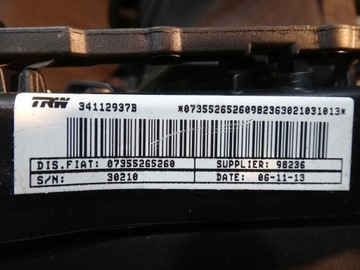 TRW 34112937B *07355265260982363021031013*
DIS.FIAT: 07355265260 SUPPLIER: 98236
S/N: 30210 DATE: 06-11-13